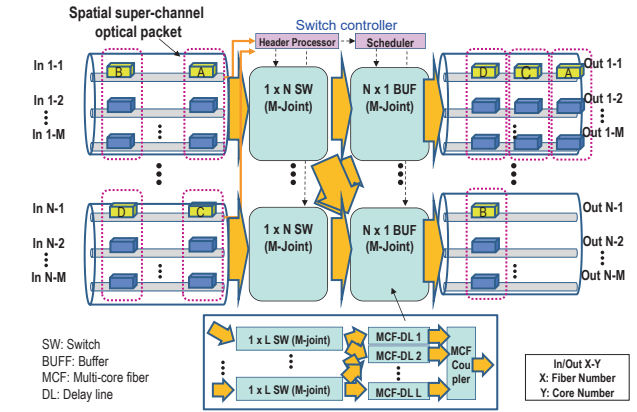 Spatial super-channel
optical packet
Switch controller
Header Processor
Scheduler
In 1-1
B
A
1 x N SW
(M-Joint)
N x 1 BUF
(M-Joint)
D
C
A
Out 1-1
In 1-2
Out 1-2
In 1-M
Out 1-M
In N-1
D
C
1 x N SW
(M-Joint)
N x 1 BUF
(M-Joint)
B
Out N-1
In N-2
Out N-2
In N-M
Out N-M
SW: Switch
BUFF: Buffer
MCF: Multi-core fiber
DL: Delay line
1 x L SW (M-joint)
1 x L SW (M-joint)
MCF-DL 1
MCF-DL 2
MCF-DL L
MCF
Cou
pler
In/Out X-Y
X: Fiber Number
Y: Core Number